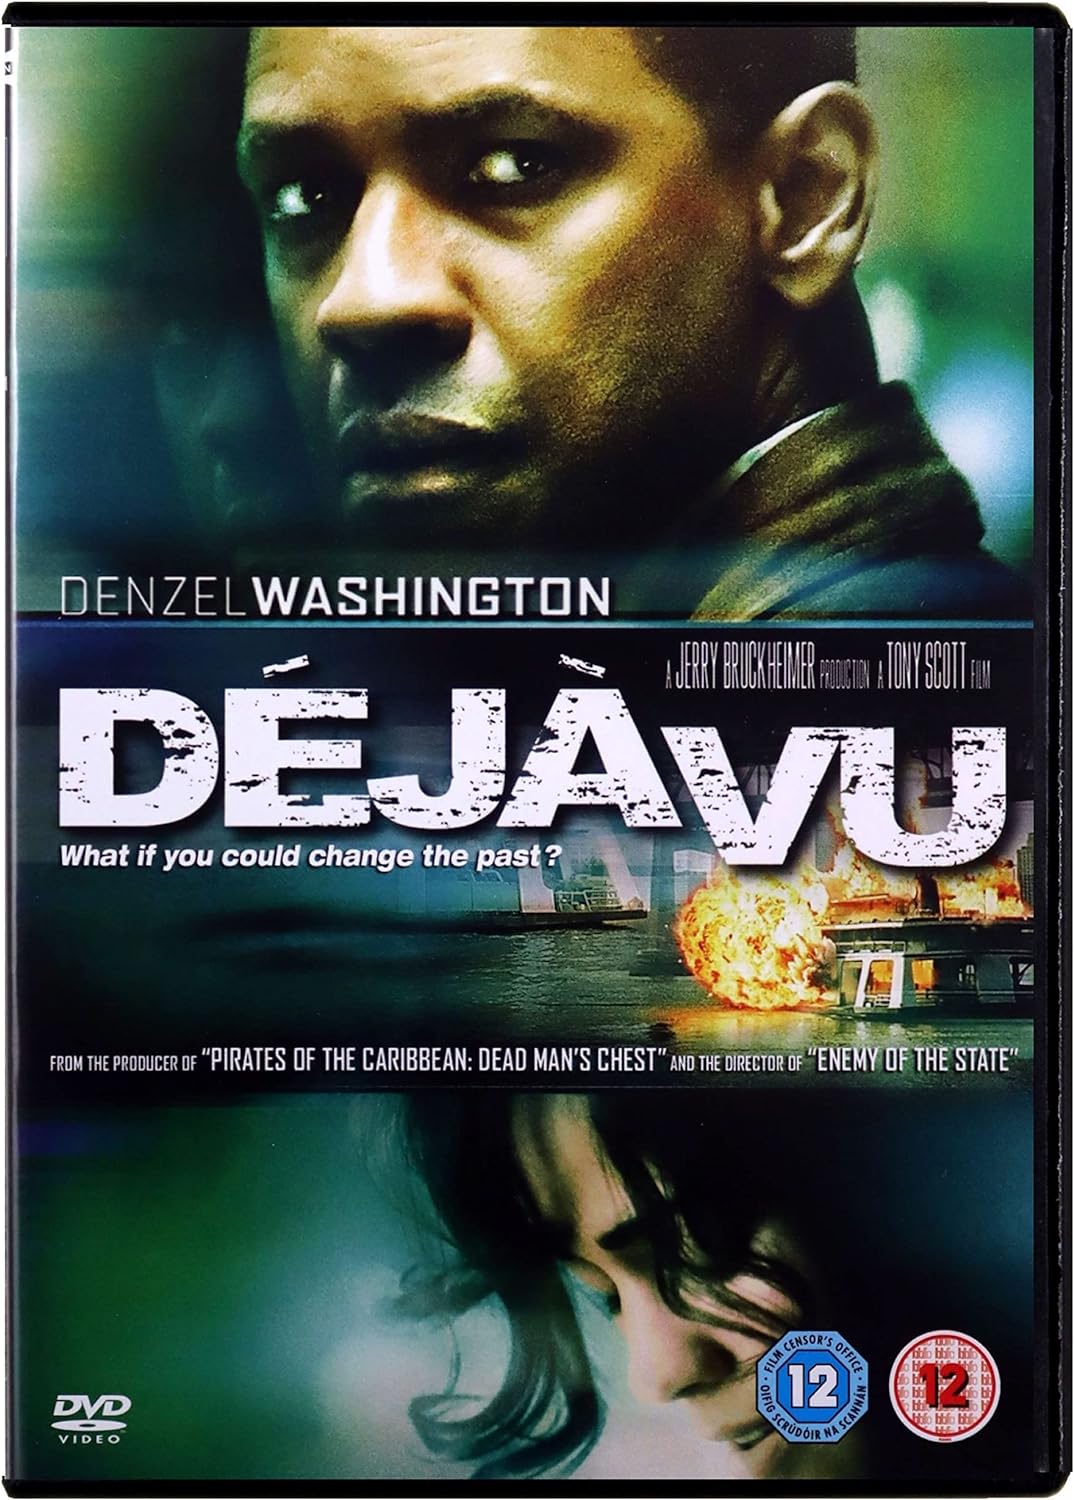 DENZEL WASHINGTON
A JERRY BRUCKHEIMER PRODUCTION A TONY SCOTT FILM
DÉJÀ VU
What if you could change the past?
FROM THE PRODUCER OF "PIRATES OF THE CARIBBEAN: DEAD MAN'S CHEST" AND THE DIRECTOR OF "ENEMY OF THE STATE"
DVD
VIDEO
FILM CENSOR'S OFFICE
12
OIFIG SCRÚDÓIR NA SCANNÁN
12